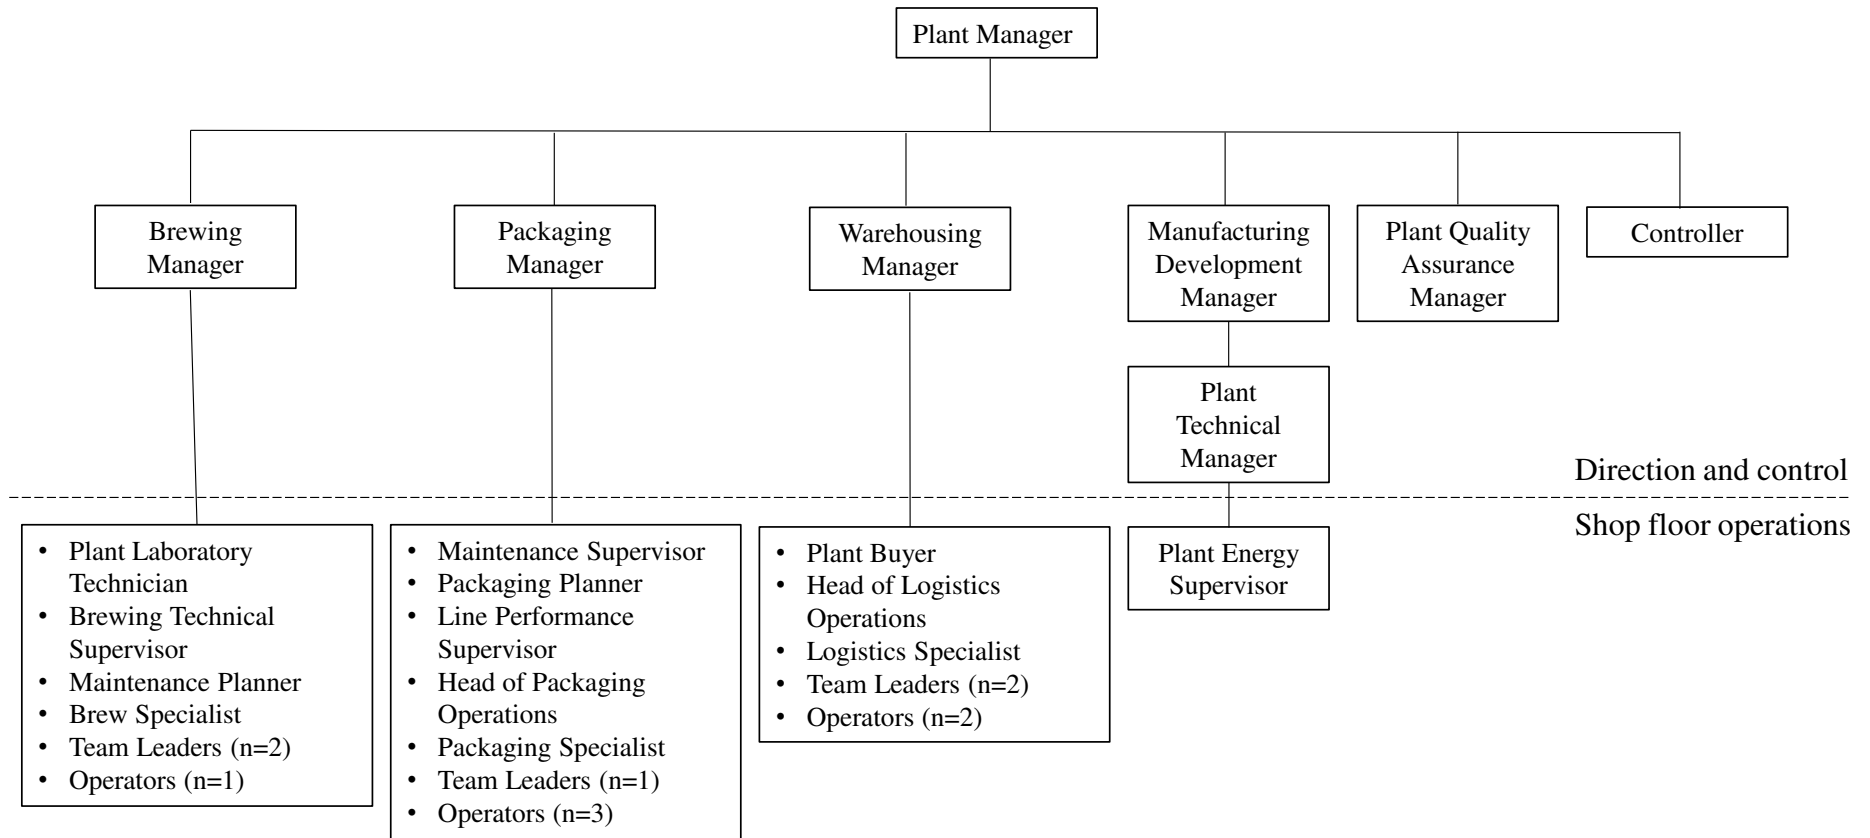 Plant Manager
Brewing
Manager
Packaging
Manager
Warehousing
Manager
Manufacturing
Development
Manager
Plant Quality
Assurance
Manager
Controller
Plant
Technical
Manager
Direction and control
Shop floor operations
• Plant Laboratory
Technician
• Brewing Technical
Supervisor
• Maintenance Planner
• Brew Specialist
• Team Leaders (n=2)
• Operators (n=1)
• Maintenance Supervisor
• Packaging Planner
• Line Performance
Supervisor
• Head of Packaging
Operations
• Packaging Specialist
• Team Leaders (n=1)
• Operators (n=3)
• Plant Buyer
• Head of Logistics
Operations
• Logistics Specialist
• Team Leaders (n=2)
• Operators (n=2)
Plant Energy
Supervisor